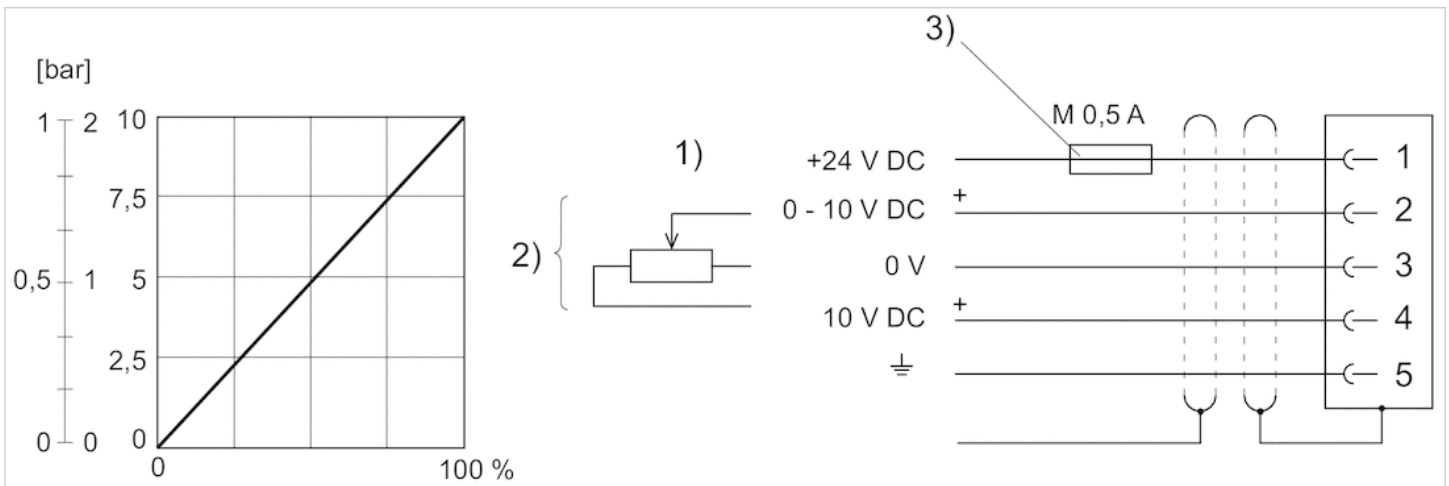 [bar]
1 2 10
7,5
0,5 1 5
2,5
0 0 0
0 100 %
1)
2)
3)
M 0,5 A
+24 V DC 1
+
0 - 10 V DC 2
0 V 3
+
10 V DC 4
5